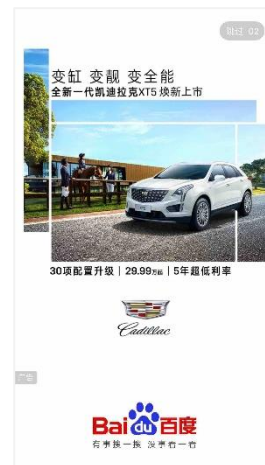 跳过 02
变缸 变靓 变全能
全新一代凯迪拉克XT5 焕新上市
30项配置升级｜29.99万起｜5年超低利率
Cadillac
广告
Bai du 百度
有事搜一搜 没事看一看